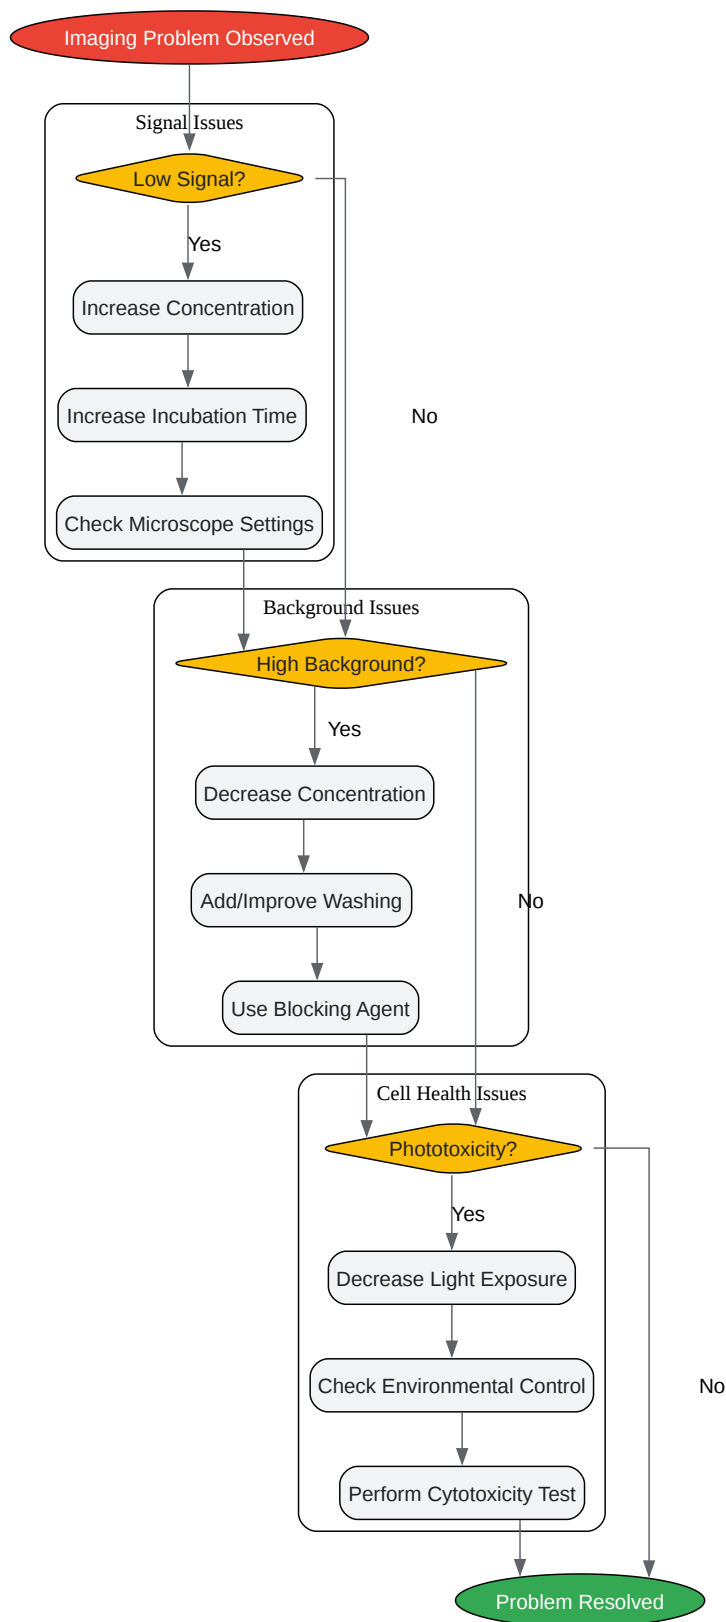 Imaging Problem Observed
Signal Issues
Low Signal?
Yes
Increase Concentration
Increase Incubation Time
No
Check Microscope Settings
Background Issues
High Background?
Yes
Decrease Concentration
Add/Improve Washing
No
Use Blocking Agent
Cell Health Issues
Phototoxicity?
Yes
Decrease Light Exposure
Check Environmental Control
No
Perform Cytotoxicity Test
Problem Resolved